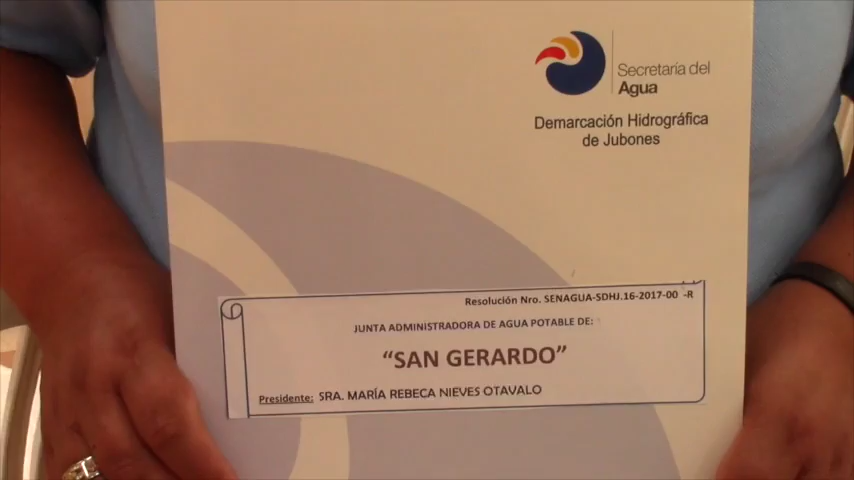 Secretaría del
Agua
Demarcación Hidrográfica
de Jubones
Resolución Nro. SENAGUA-SDHJ.16-2017-00 -R
JUNTA ADMINISTRADORA DE AGUA POTABLE DE:
“SAN GERARDO”
Presidente: SRA. MARÍA REBECA NIEVES OTAVALO